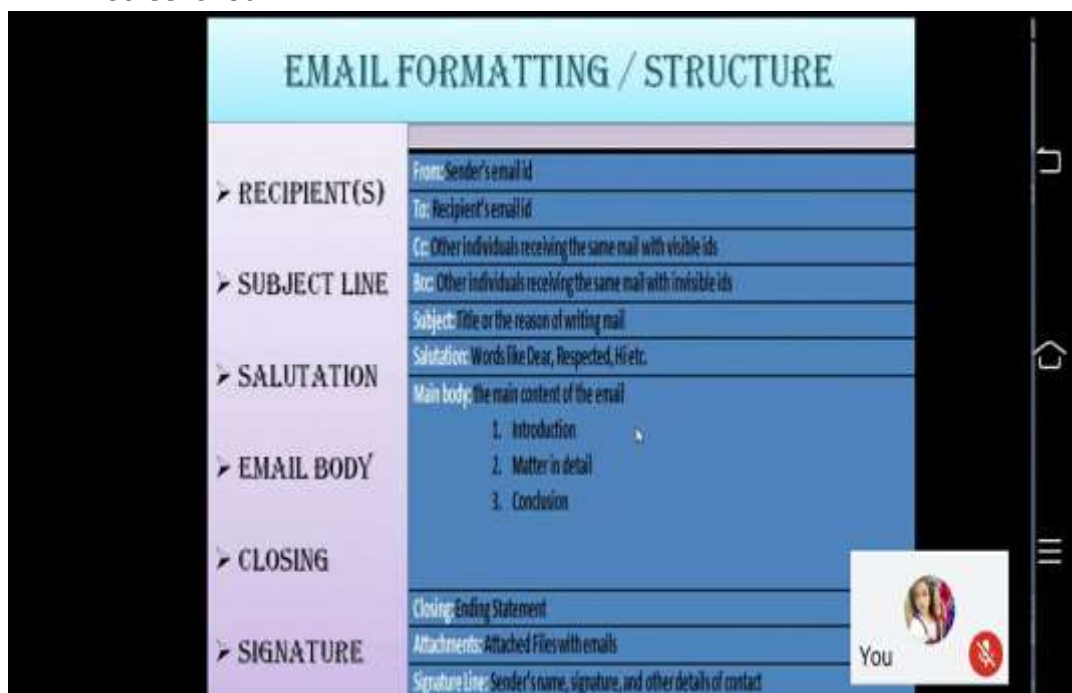 EMAIL FORMATTING / STRUCTURE
➢ RECIPIENT(S)
➢ SUBJECT LINE
➢ SALUTATION
➢ EMAIL BODY
➢ CLOSING
➢ SIGNATURE
From: Sender's email id
To: Recipient's email id
Cc: Other individuals receiving the same mail with visible ids
Bcc: Other individuals receiving the same mail with invisible ids
Subject: Title or the reason of writing mail
Salutation: Words like Dear, Respected, Hi etc.
Main body: the main content of the email
1. Introduction
2. Matter in detail
3. Conclusion
Closing: Ending Statement
Attachments: Attached Files with emails
Signature Line: Sender's name, signature, and other details of contact
You